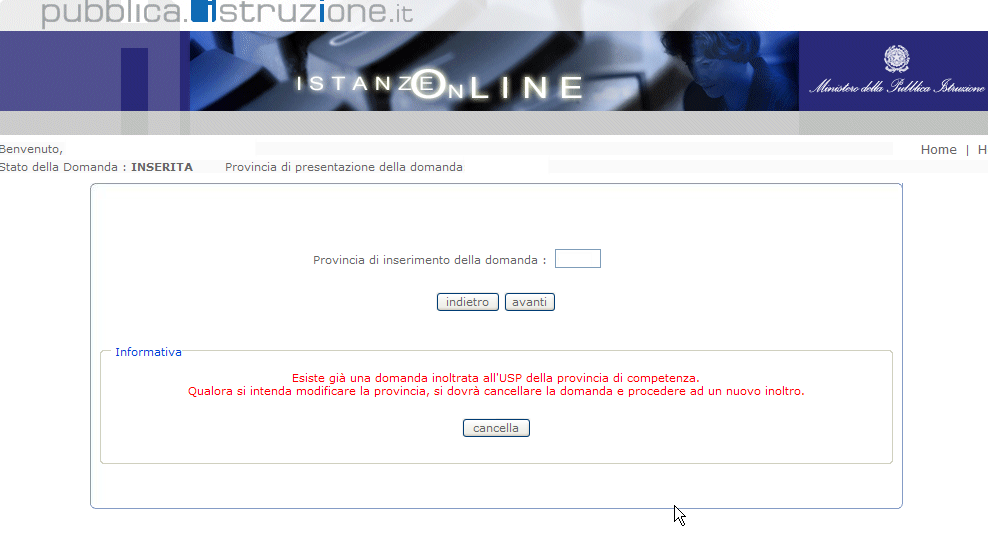 pubblica.istruzione.it
ISTANZE ONLINE
Ministero della Pubblica Istruzione
Benvenuto,
Home | H
Stato della Domanda : INSERITA Provincia di presentazione della domanda
Provincia di inserimento della domanda :
indietro avanti
Informativa
Esiste già una domanda inoltrata all'USP della provincia di competenza.
Qualora si intenda modificare la provincia, si dovrà cancellare la domanda e procedere ad un nuovo inoltro.
cancella